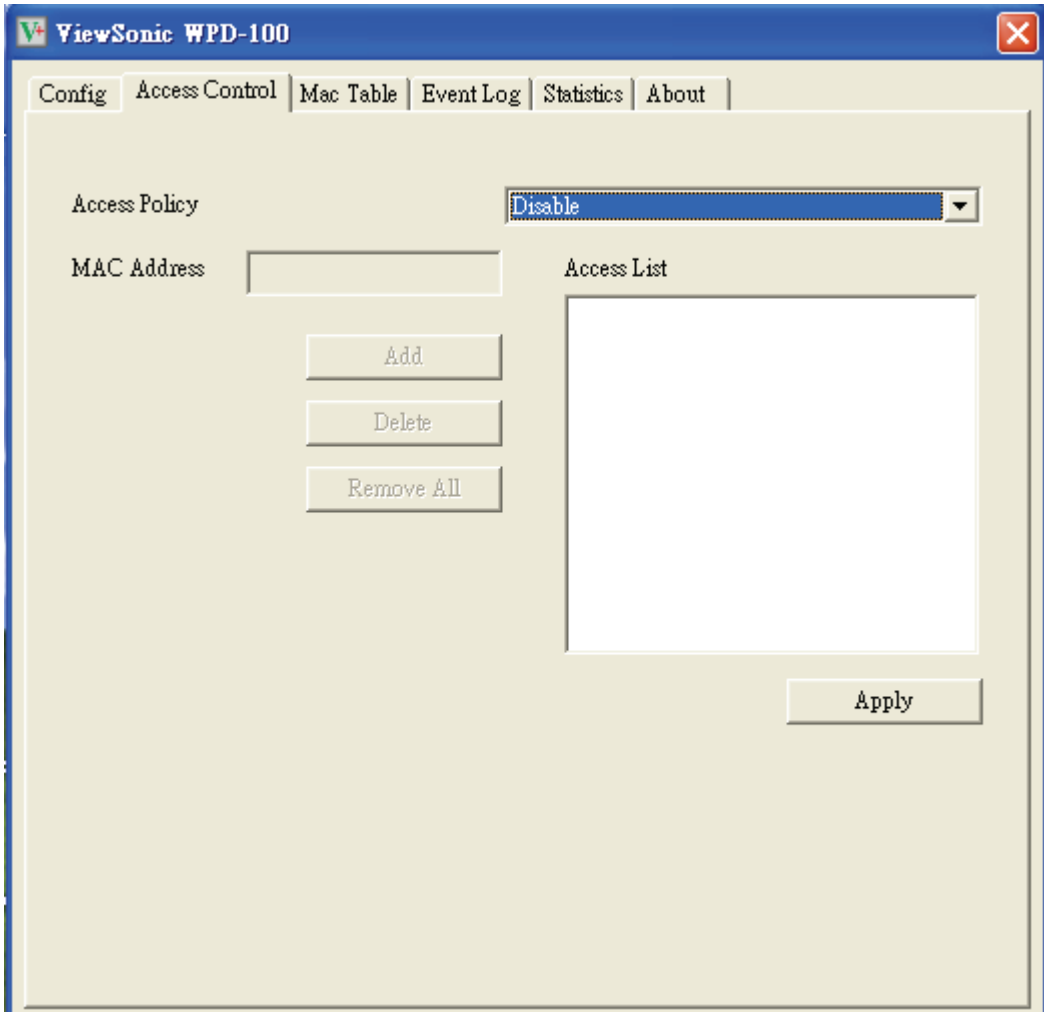 ViewSonic WPD-100
Config Access Control Mac Table Event Log Statistics About
Access Policy Disable
MAC Address Access List
Add
Delete
Remove All
Apply